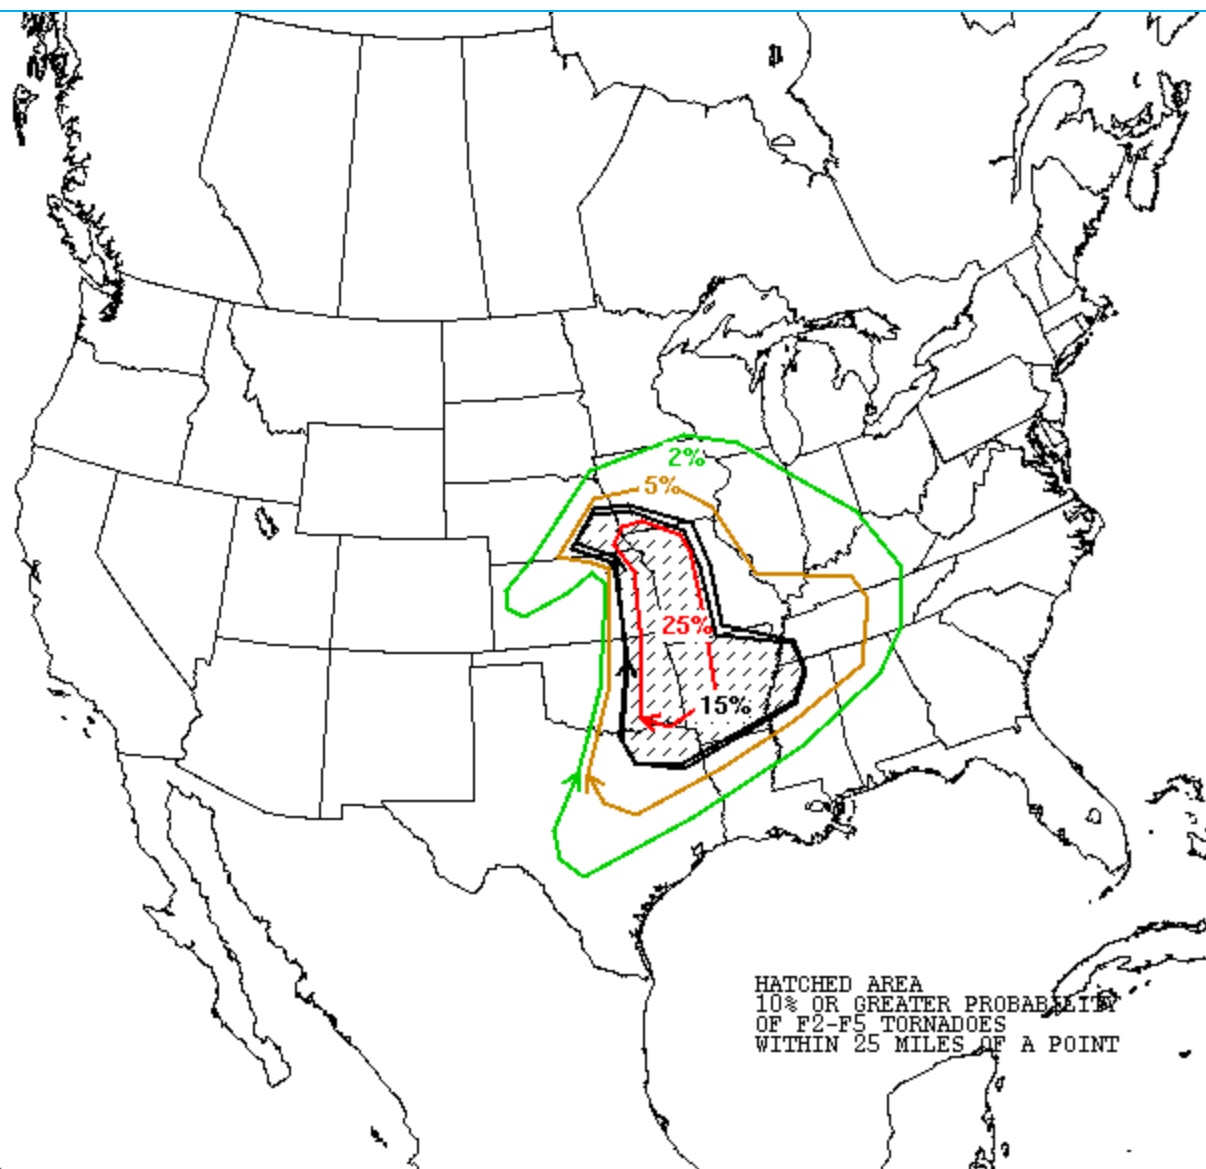 2%
5%
25%
15%
HATCHED AREA
10% OR GREATER PROBABILITY
OF F2-F5 TORNADOES
WITHIN 25 MILES OF A POINT